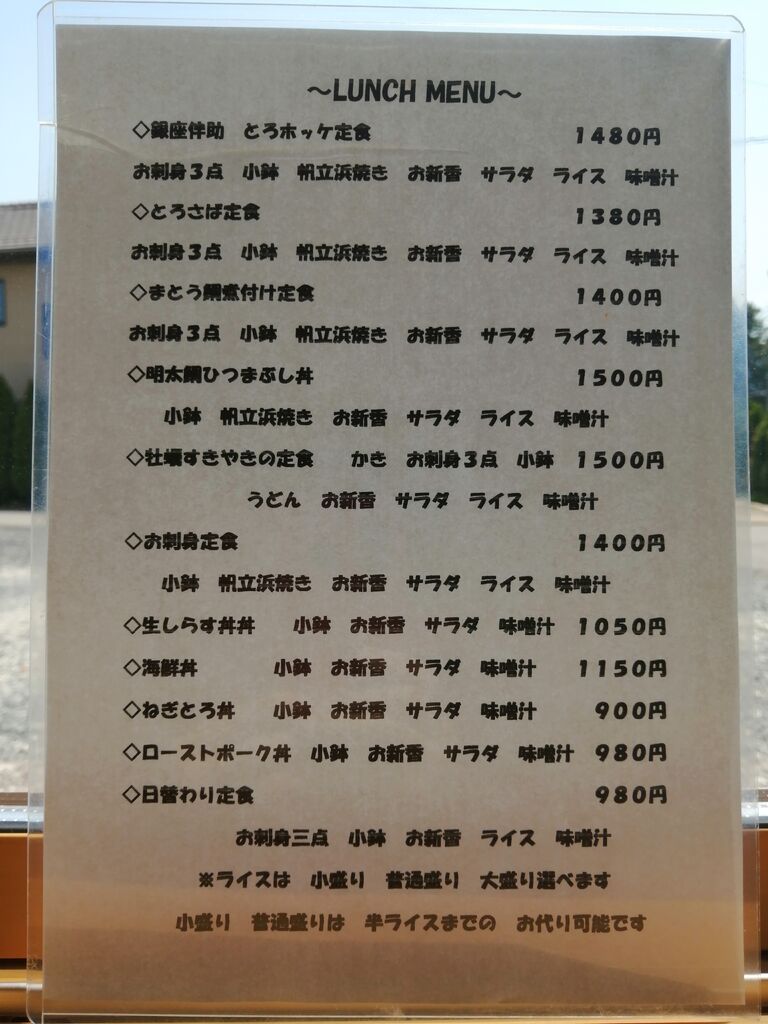 ～LUNCH MENU～
◇銀座伴助　とろホッケ定食　1480円
お刺身３点　小鉢　帆立浜焼き　お新香　サラダ　ライス　味噌汁
◇とろさば定食　1380円
お刺身３点　小鉢　帆立浜焼き　お新香　サラダ　ライス　味噌汁
◇まとう鯛煮付け定食　1400円
お刺身３点　小鉢　帆立浜焼き　お新香　サラダ　ライス　味噌汁
◇明太鯛ひつまぶし丼　1500円
小鉢　帆立浜焼き　お新香　サラダ　ライス　味噌汁
◇牡蠣すきやきの定食　かき　お刺身３点　小鉢　1500円
うどん　お新香　サラダ　ライス　味噌汁
◇お刺身定食　1400円
小鉢　帆立浜焼き　お新香　サラダ　ライス　味噌汁
◇生しらす丼丼　小鉢　お新香　サラダ　味噌汁　1050円
◇海鮮丼　小鉢　お新香　サラダ　味噌汁　1150円
◇ねぎとろ丼　小鉢　お新香　サラダ　味噌汁　900円
◇ローストポーク丼　小鉢　お新香　サラダ　味噌汁　980円
◇日替わり定食　980円
お刺身三点　小鉢　お新香　ライス　味噌汁
※ライスは　小盛り　普通盛り　大盛り選べます
小盛り　普通盛りは　半ライスまでの　お代り可能です